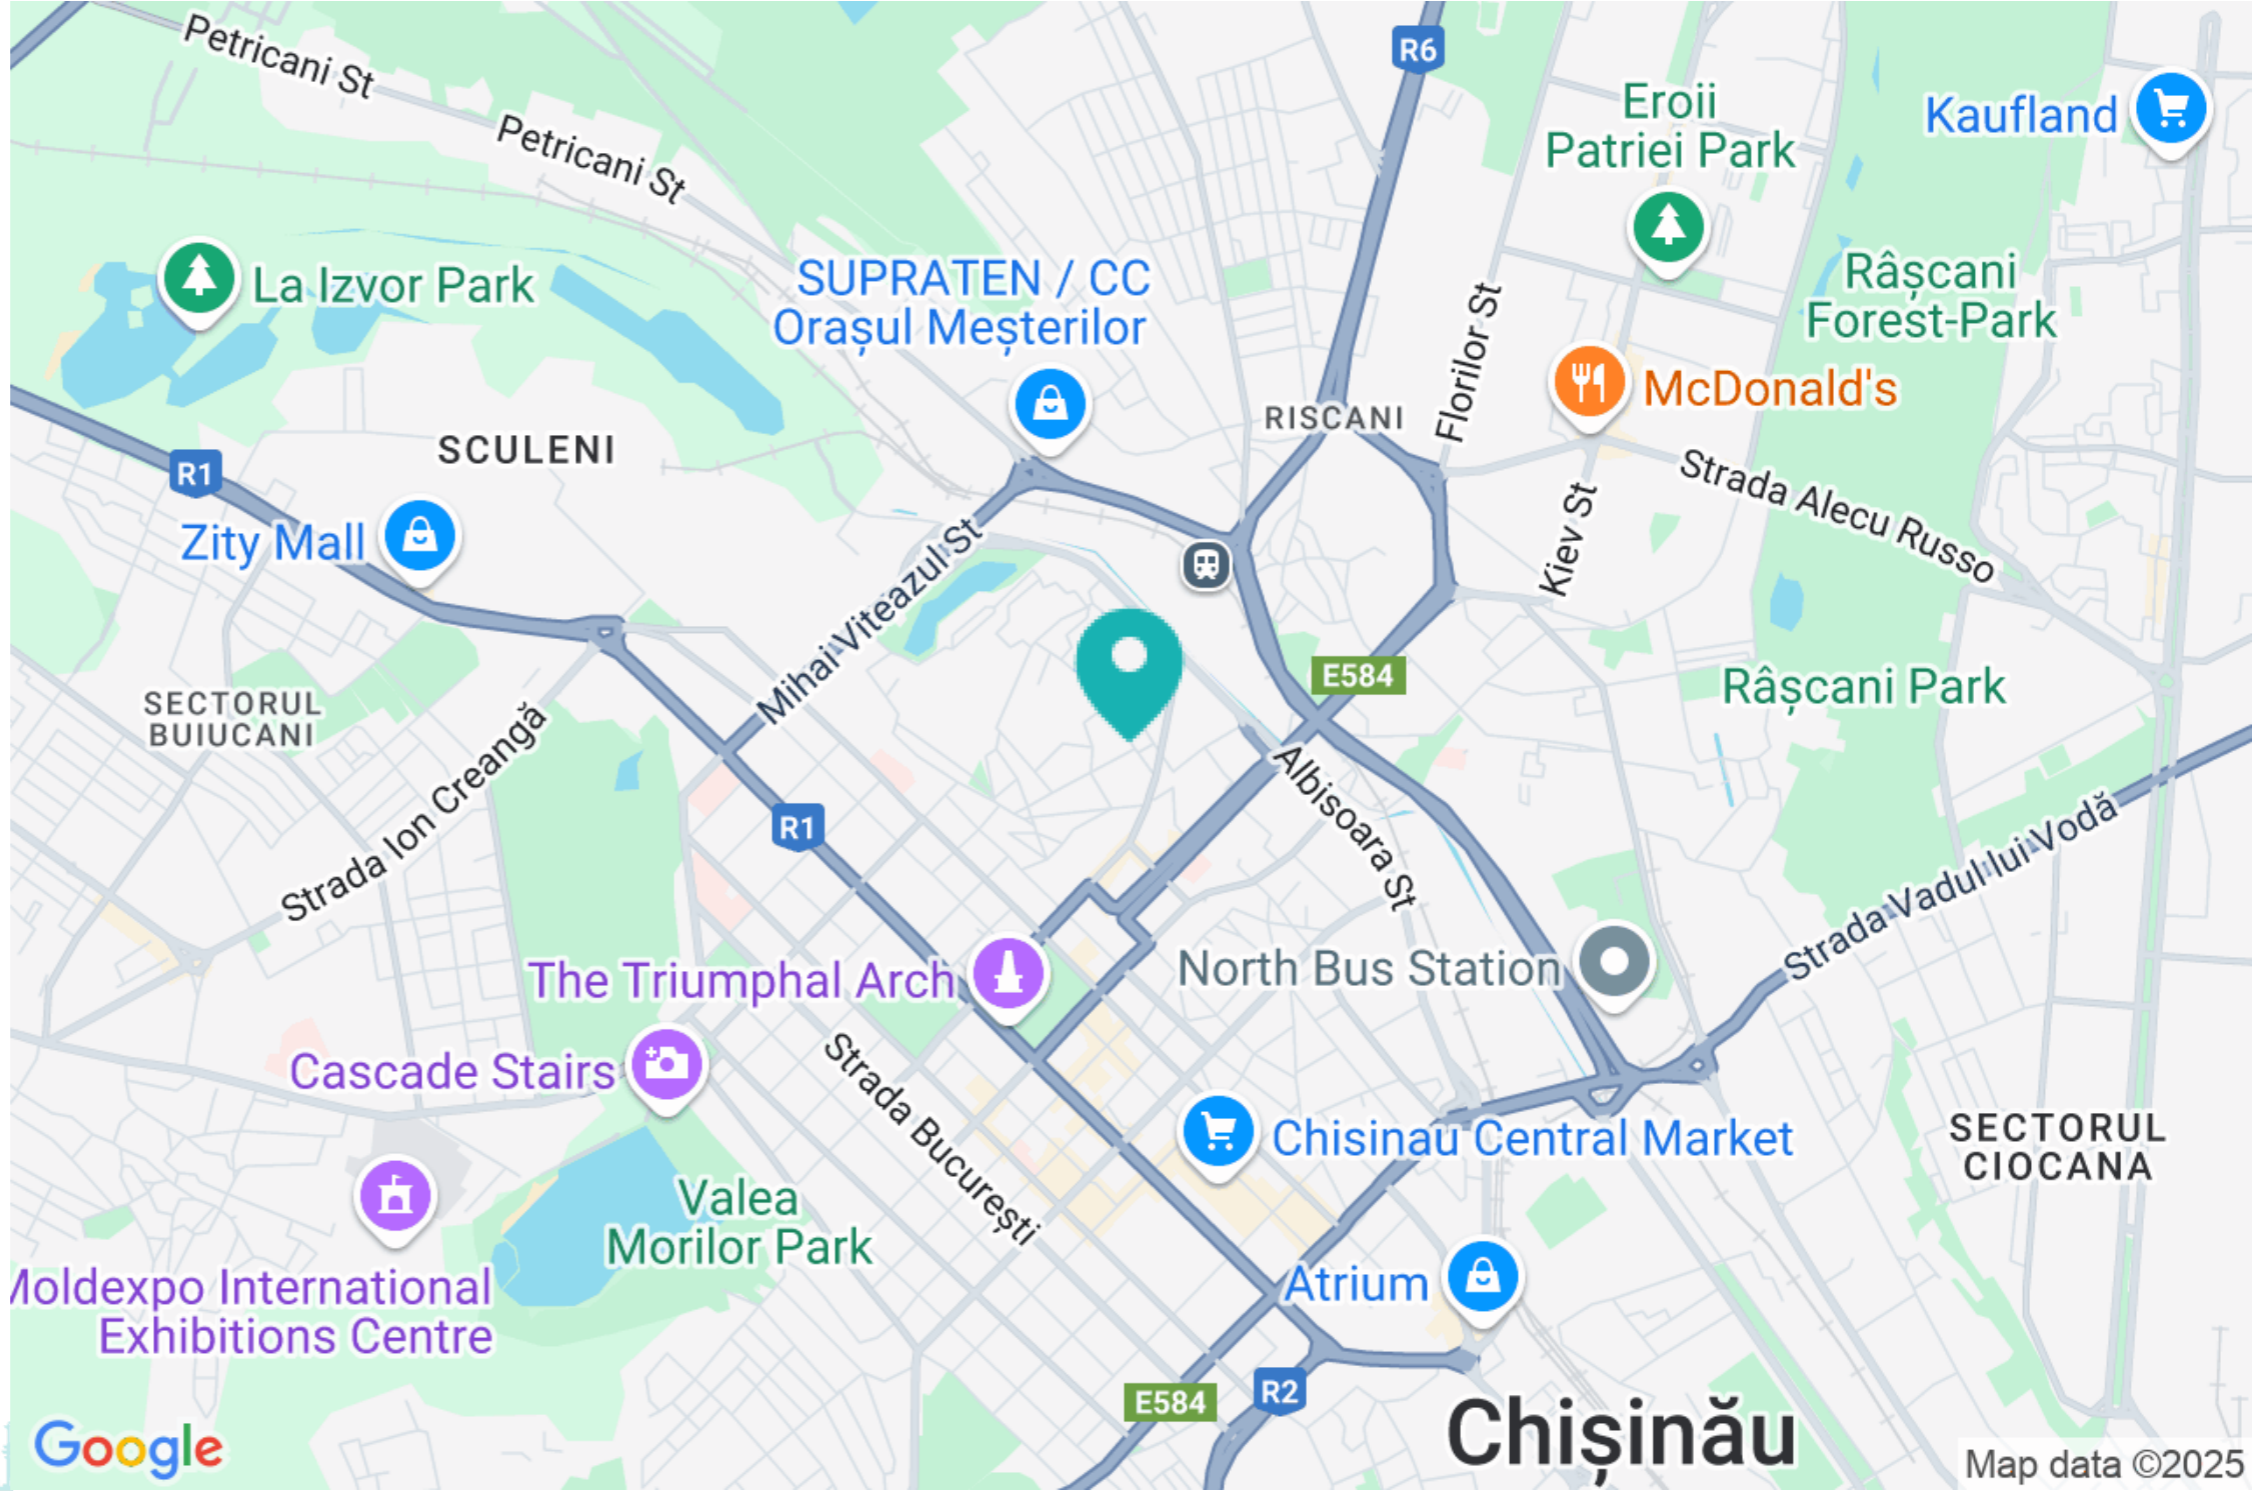 Petricani St
R6
Eroii
Patriei Park
Kaufland
Petricani St
La Izvor Park
SUPRATEN / CC
Orașul Meșterilor
Râșcani
Forest-Park
Florilor St
McDonald's
RISCANI
SCULENI
R1
Strada Alecu Russo
Zity Mall
Kiev St
Mihai Viteazul St
E584
Râșcani Park
SECTORUL
BUIUCANI
Strada Ion Creangă
R1
Albisoara St
Strada Vadul lui Vodă
The Triumphal Arch
North Bus Station
Cascade Stairs
Strada București
Chisinau Central Market
SECTORUL
CIOCANA
Valea
Morilor Park
Moldexpo International
Exhibitions Centre
Atrium
E584
R2
Chișinău
Google
Map data ©2025